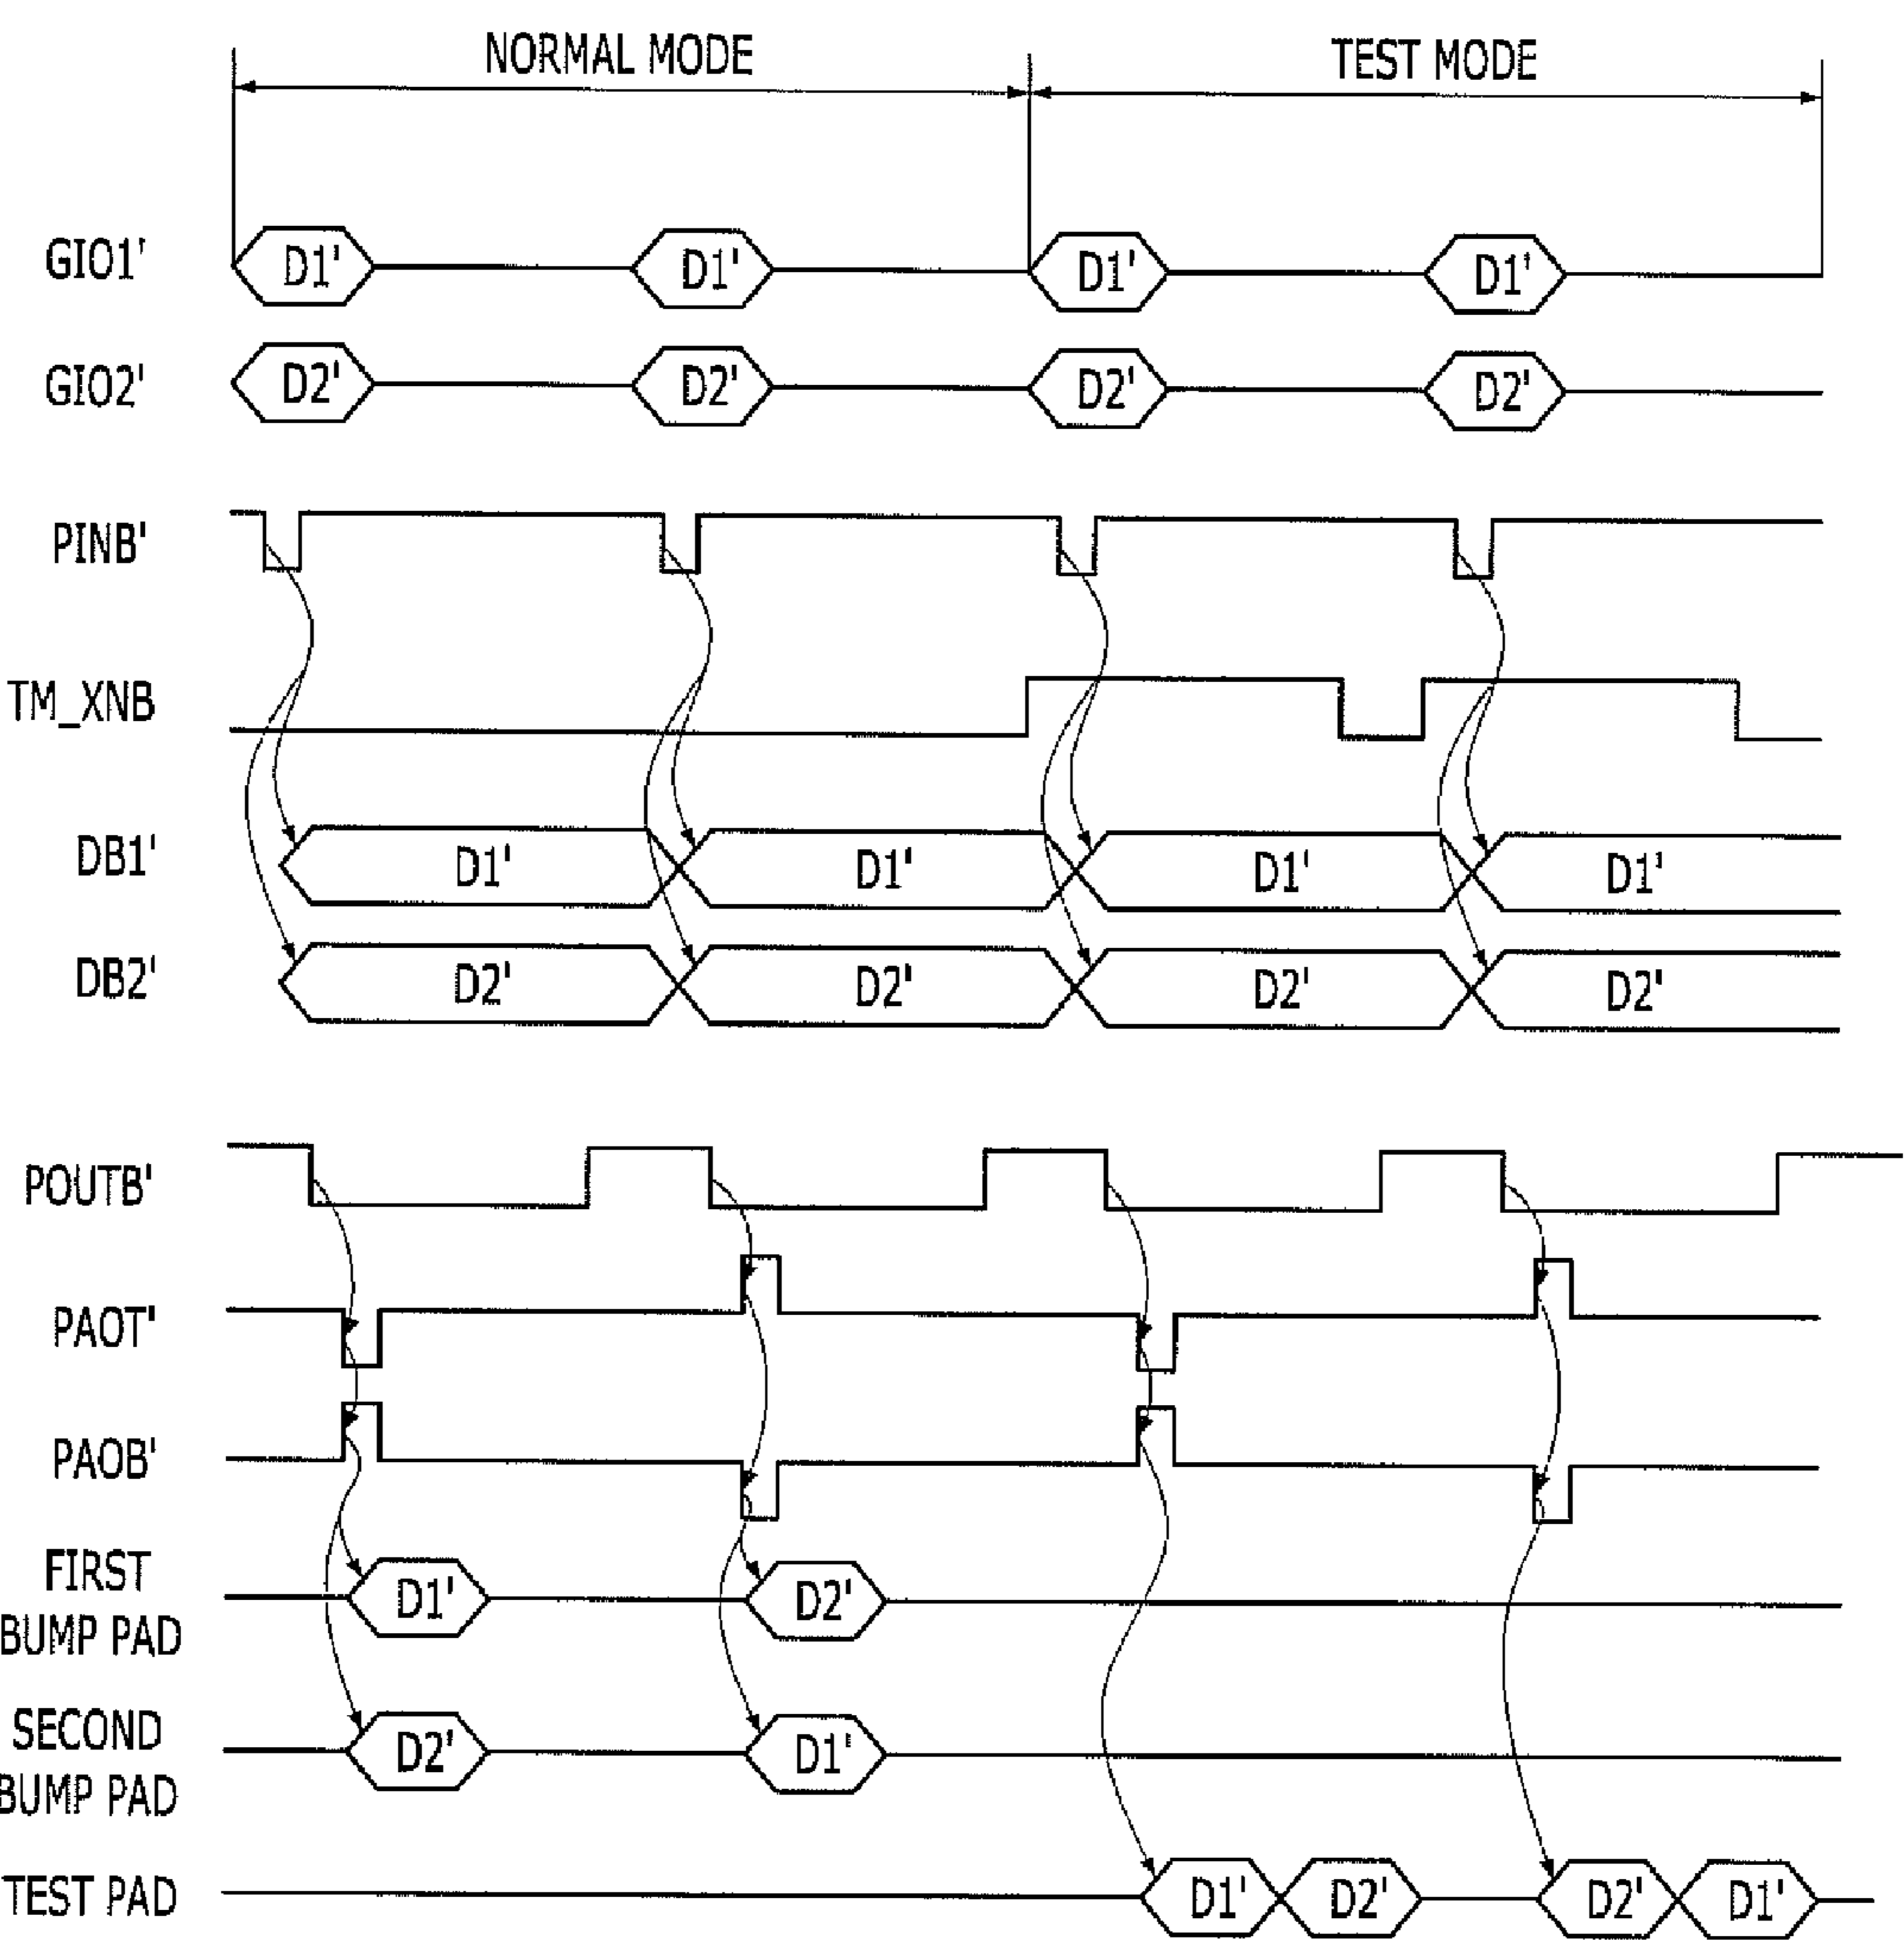 NORMAL MODE TEST MODE
GIO1' D1' D1' D1' D1'
GIO2' D2' D2' D2' D2'
PINB'
TM_XNB
DB1' D1' D1' D1' D1'
DB2' D2' D2' D2' D2'
POUTB'
PAOT'
PAOB'
FIRST
BUMP PAD D1' D2'
SECOND
BUMP PAD D2' D1'
TEST PAD D1' D2' D2' D1'